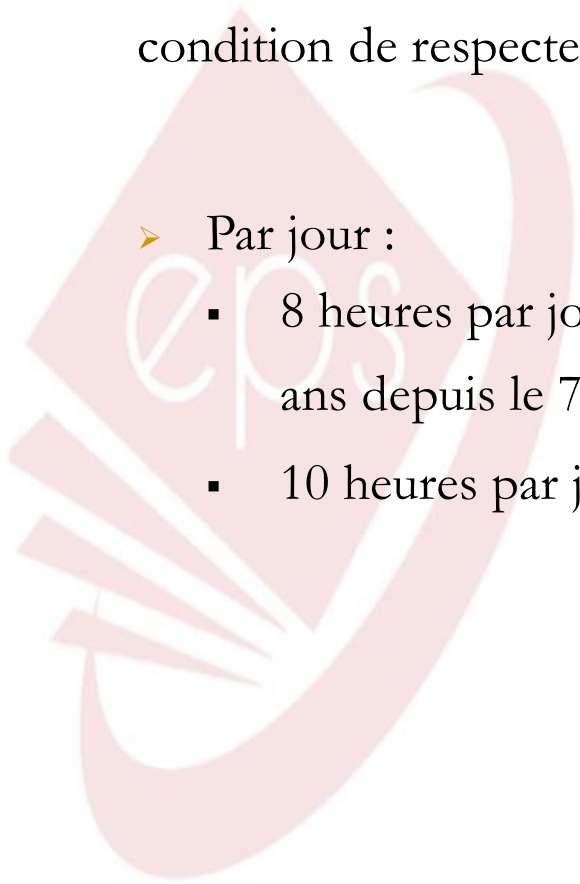 condition de respecte
Par jour :
eps
8 heures par jo
ans depuis le 7
10 heures par j